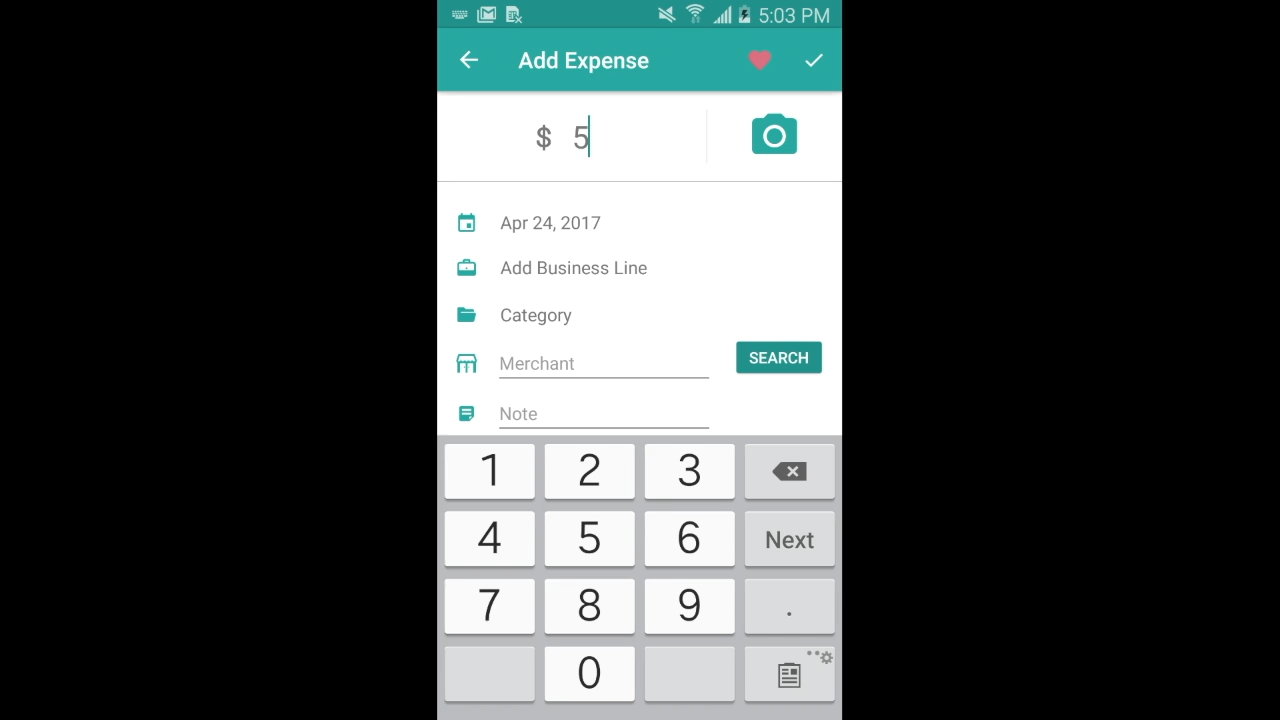 5:03 PM
Add Expense
$ 5
Apr 24, 2017
Add Business Line
Category
Merchant
SEARCH
Note
1 2 3
4 5 6 Next
7 8 9 .
0